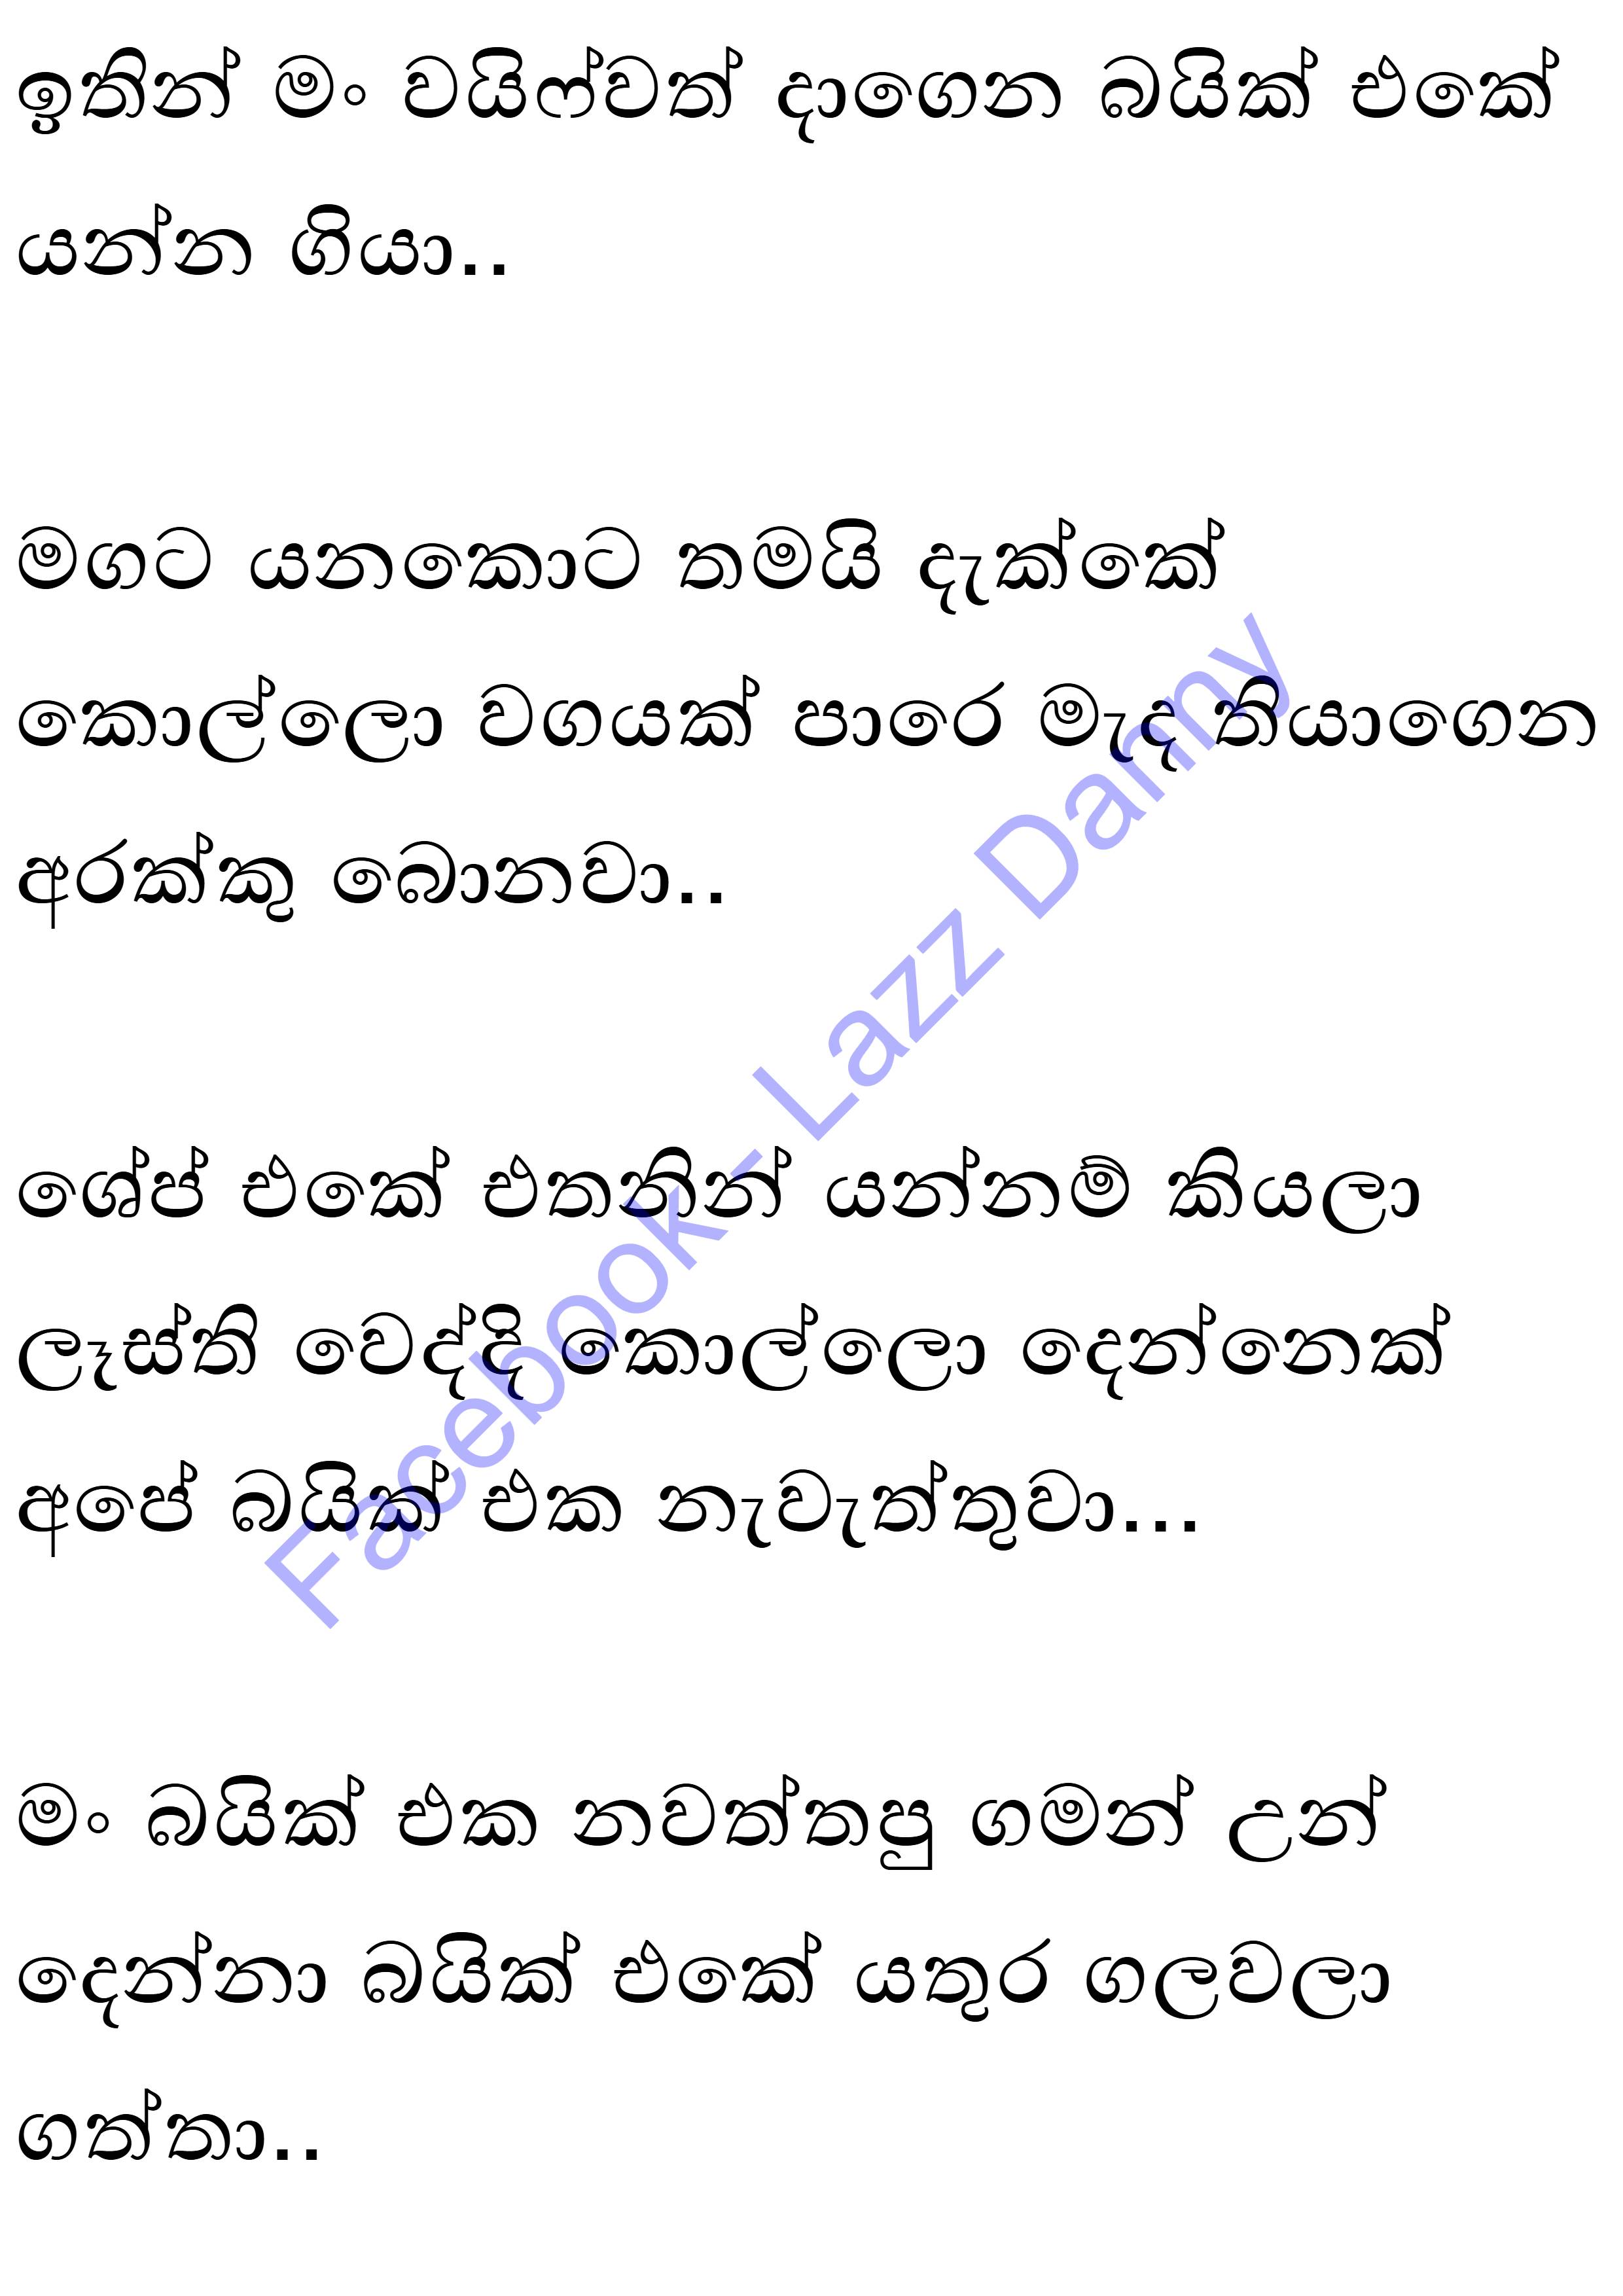 ඉතින් මං වයිෆ්වත් දාගෙන බයික් එකේ
යන්න ගියා..
මගට යනකොට තමයි දැක්කේ
කොල්ලො වගයක් පාරෙ මැද තියාගෙන
අරක්කු බොනවා..
ශේප් එකේ එතනින් යන්නම් කියලා
ලෑස්ති වෙද්දි කොල්ලො දෙන්නෙක්
අපේ බයික් එක නැවැත්තුවා...
මං බයික් එක නවත්තපු ගමන් උන්
දෙන්නා බයික් එකේ යතුර ගලවලා
ගත්තා..
Facebook- Lazz Danny